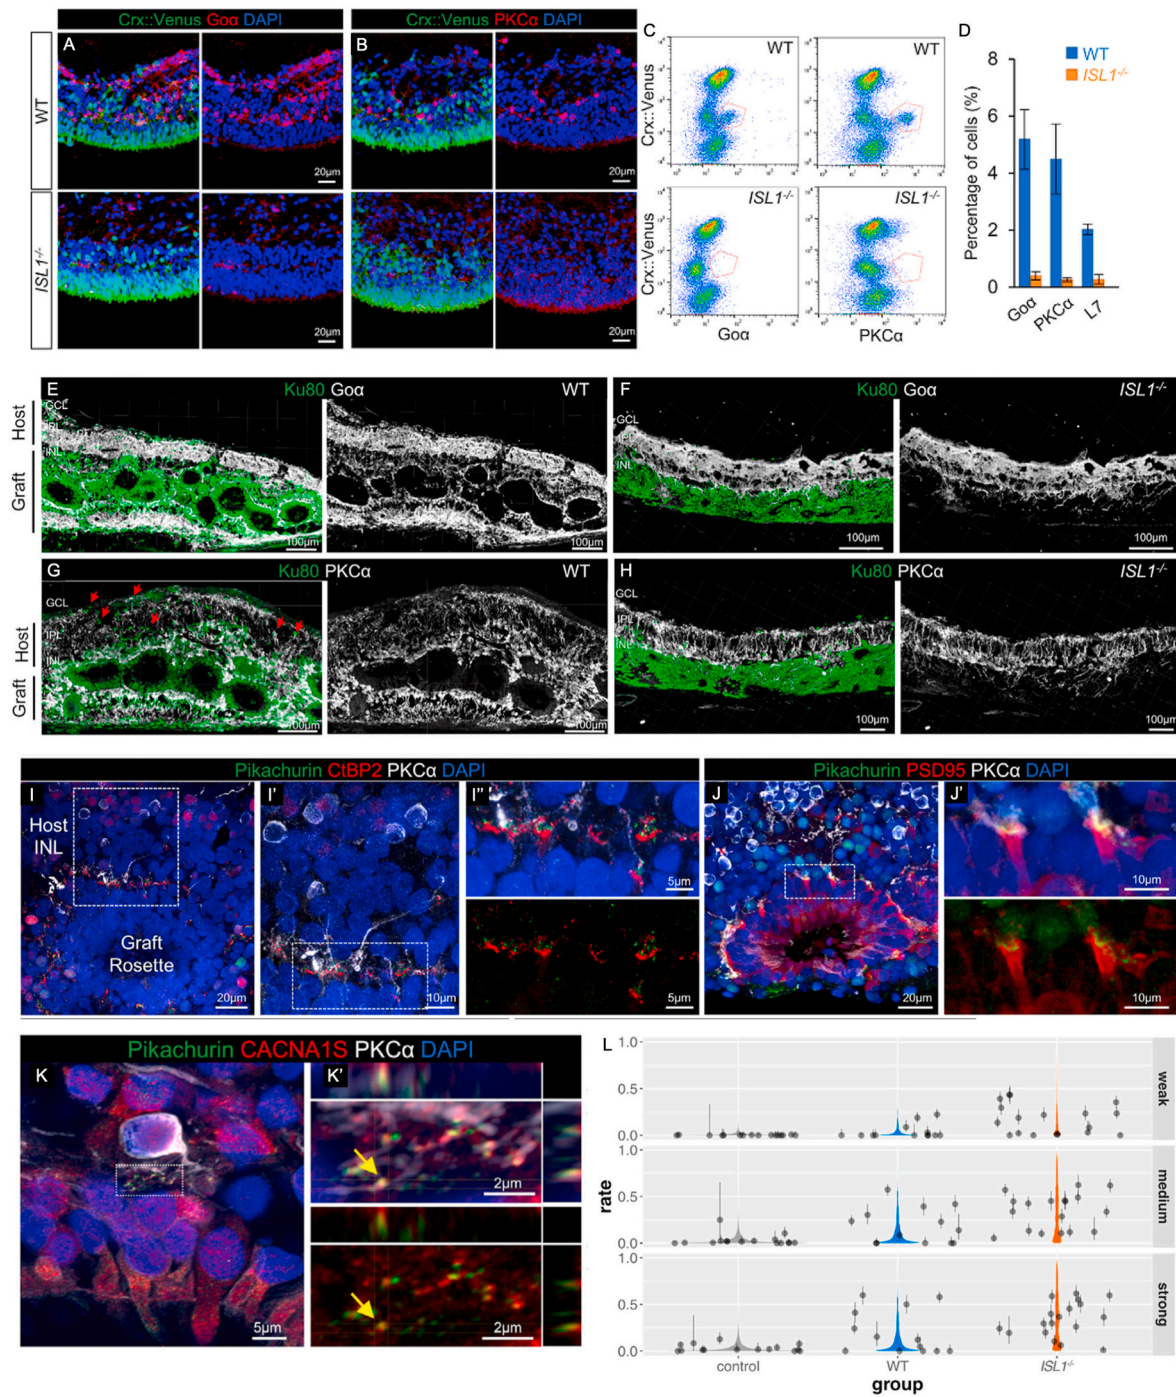 Crx::Venus Goα DAPI
Crx::Venus PKCα DAPI
A
B
WT
20μm
20μm
ISL1-/-
20μm
20μm
C
WT
WT
Crx::Venus
ISL1-/-
ISL1-/-
Crx::Venus
Goα
PKCα
D
WT
ISL1-/-
Percentage of cells (%)
8
6
4
2
0
Goα
PKCα
L7
E
Ku80 Goα
WT
Host
Graft
GCL
IPL
INL
100μm
100μm
F
Ku80 Goα
ISL1-/-
GCL
IPL
INL
100μm
100μm
G
Ku80 PKCα
WT
Host
Graft
GCL
IPL
INL
100μm
100μm
H
Ku80 PKCα
ISL1-/-
GCL
IPL
INL
100μm
100μm
Pikachurin CtBP2 PKCα DAPI
I
Host
INL
Graft
Rosette
20μm
I'
10μm
I''
5μm
5μm
Pikachurin PSD95 PKCα DAPI
J
20μm
J'
10μm
10μm
Pikachurin CACNA1S PKCα DAPI
K
5μm
K'
2μm
2μm
L
rate
1.0
0.5
0.0
weak
1.0
0.5
0.0
medium
1.0
0.5
0.0
strong
control
WT
ISL1-/-
group